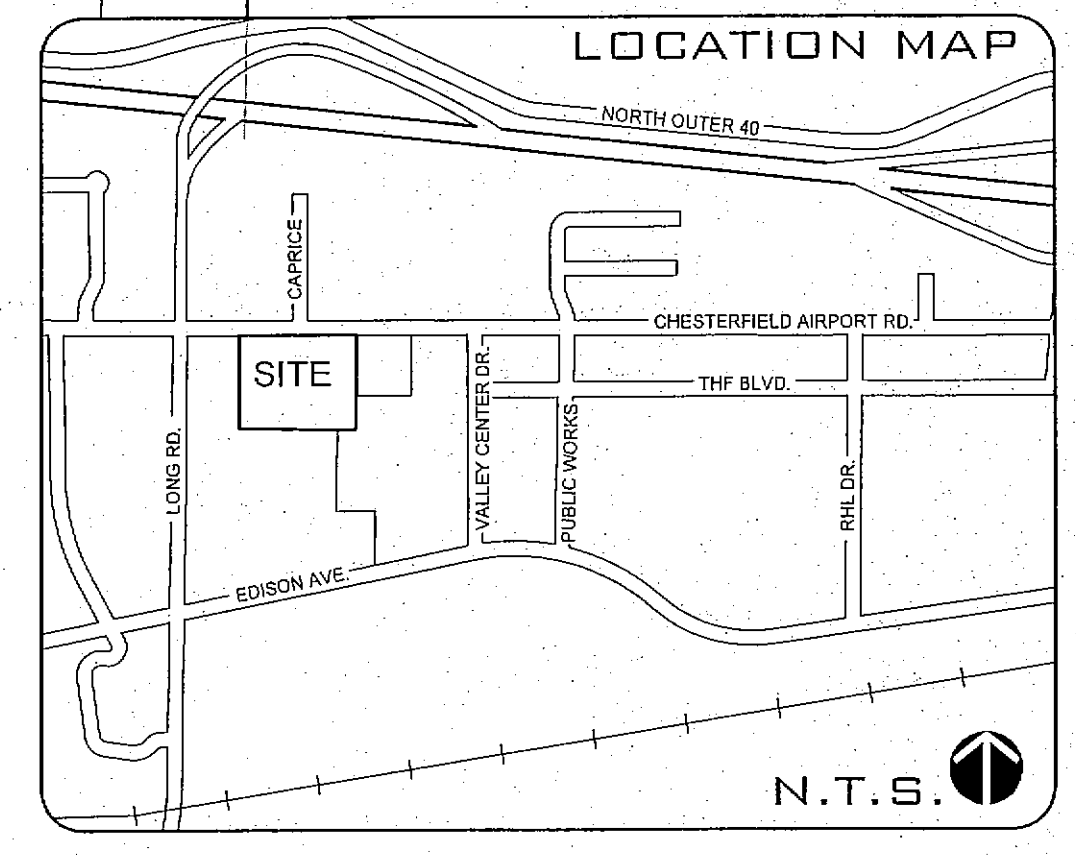 LOCATION MAP
NORTH OUTER 40
CAPRICE
CHESTERFIELD AIRPORT RD.
SITE
THF BLVD.
VALLEY CENTER DR.
PUBLIC WORKS
LONG RD.
RHL DR.
EDISON AVE.
N.T.S.